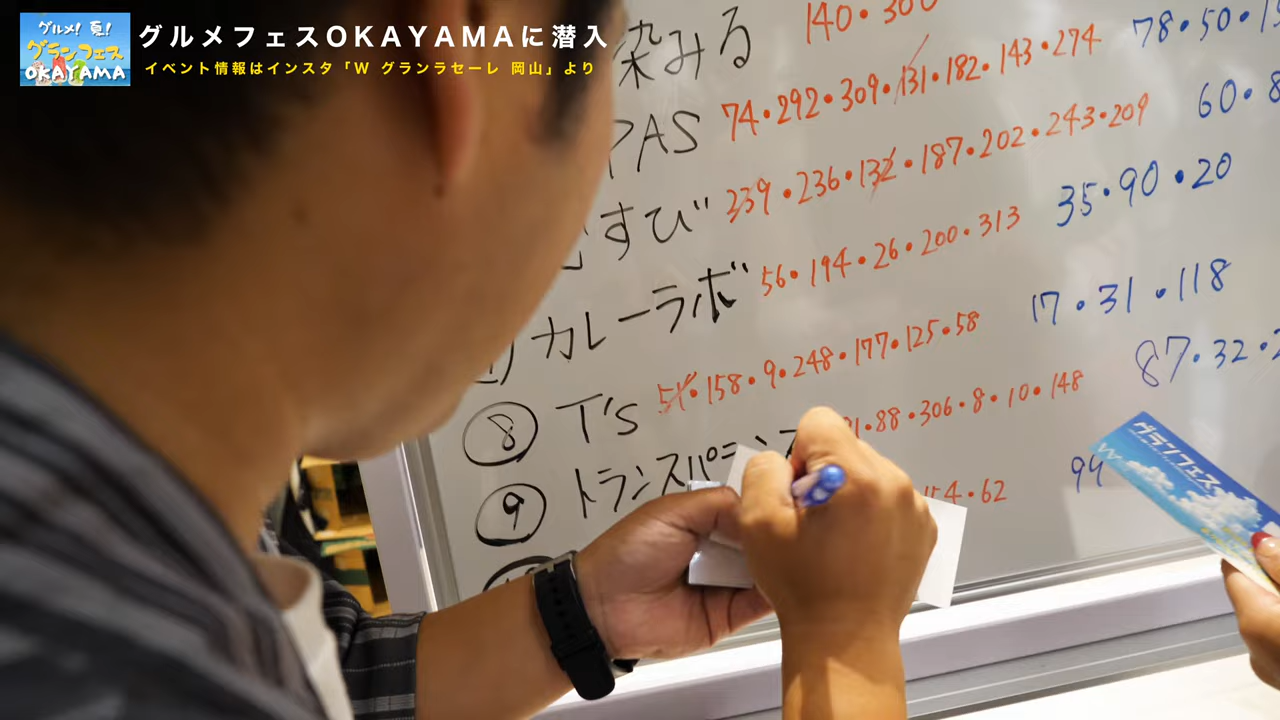 グルメ! 夏!
グランフェス
OKAYAMA
グルメフェスOKAYAMAに潜入
イベント情報はインスタ「W グランラセーレ 岡山」より
染みる 140・300 78・50
PAS 74・292・309・131・182・143・274 60・8
すび 339・236・132・187・202・243・209 35・90・20
カレーラボ 56・194・26・200・313 17・31・118
⑧ T's 51・158・9・248・177・125・58 87・32
⑨ トランスパランス ・88・306・8・10・148 94
154・62
グランフェス